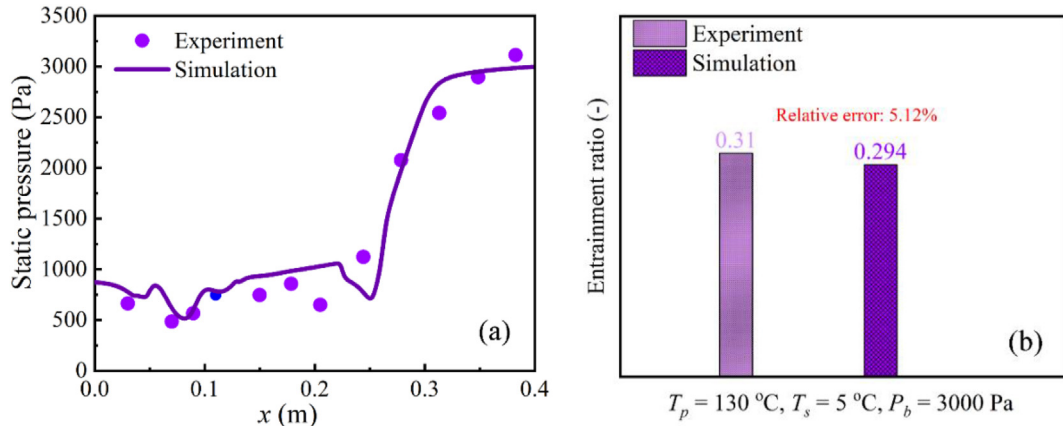 3500
3000
2500
2000
1500
1000
500
0
Static pressure (Pa)
Experiment
Simulation
(a)
0.0
0.1
0.2
0.3
0.4
x (m)
Entrainment ratio (-)
Experiment
Simulation
Relative error: 5.12%
0.31
0.294
(b)
Tp = 130 °C, Ts = 5 °C, Pb = 3000 Pa